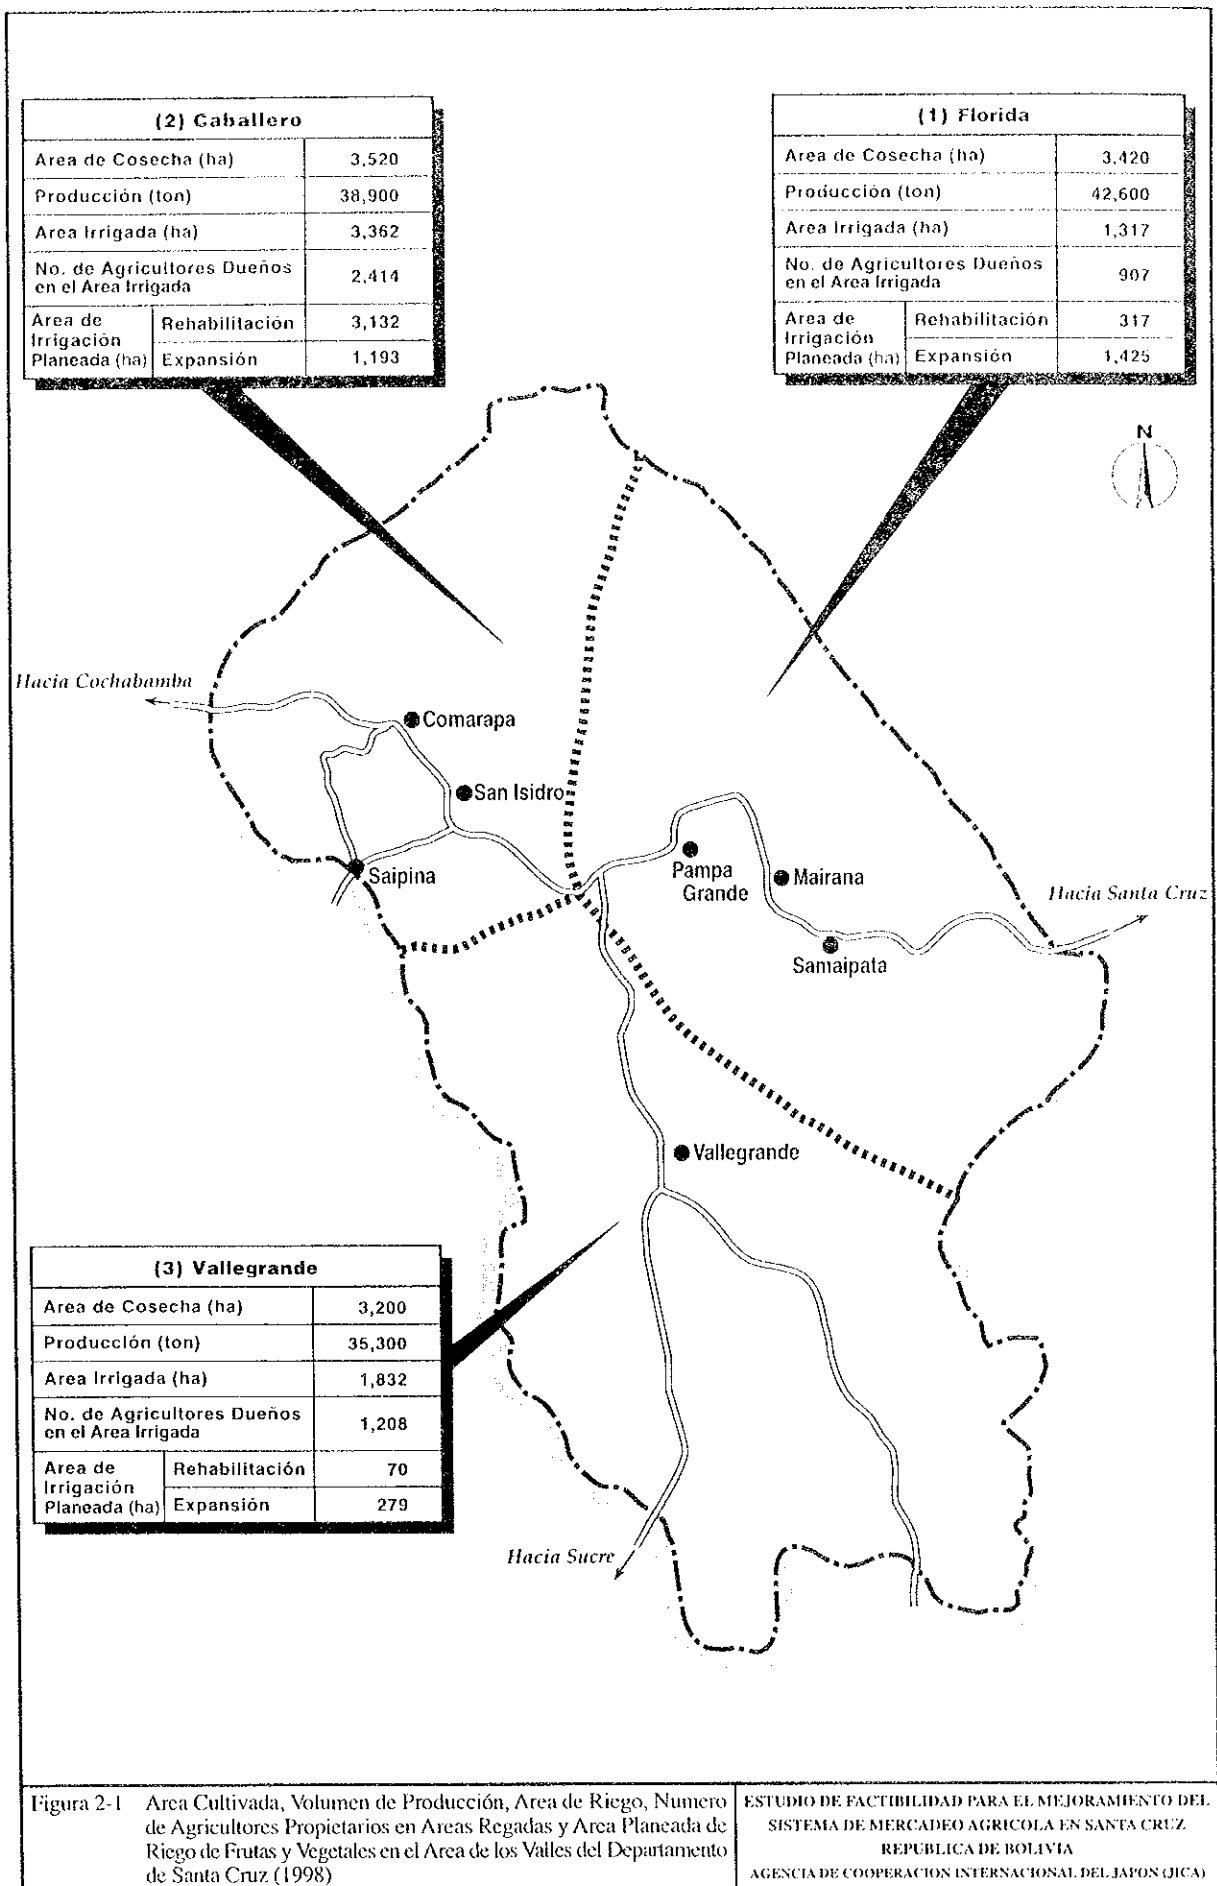 (2) Caballero
Area de Cosecha (ha) 3,520
Producción (ton) 38,900
Area Irrigada (ha) 3,362
No. de Agricultores Dueños
en el Area Irrigada 2,414
Area de
Irrigación
Planeada (ha)
Rehabilitación 3,132
Expansión 1,193
(1) Florida
Area de Cosecha (ha) 3,420
Producción (ton) 42,600
Area Irrigada (ha) 1,317
No. de Agricultores Dueños
en el Area Irrigada 907
Area de
Irrigación
Planeada (ha)
Rehabilitación 317
Expansión 1,425
N
Hacia Cochabamba
Comarapa
San Isidro
Saipina
Pampa
Grande
Mairana
Hacia Santa Cruz
Samaipata
Vallegrande
(3) Vallegrande
Area de Cosecha (ha) 3,200
Producción (ton) 35,300
Area Irrigada (ha) 1,832
No. de Agricultores Dueños
en el Area Irrigada 1,208
Area de
Irrigación
Planeada (ha)
Rehabilitación 70
Expansión 279
Hacia Sucre
Figura 2-1 Area Cultivada, Volumen de Producción, Area de Riego, Numero
de Agricultores Propietarios en Areas Regadas y Area Planeada de
Riego de Frutas y Vegetales en el Area de los Valles del Departamento
de Santa Cruz (1998)
ESTUDIO DE FACTIBILIDAD PARA EL MEJORAMIENTO DEL
SISTEMA DE MERCADEO AGRICOLA EN SANTA CRUZ
REPUBLICA DE BOLIVIA
AGENCIA DE COOPERACION INTERNACIONAL DEL JAPON (JICA)